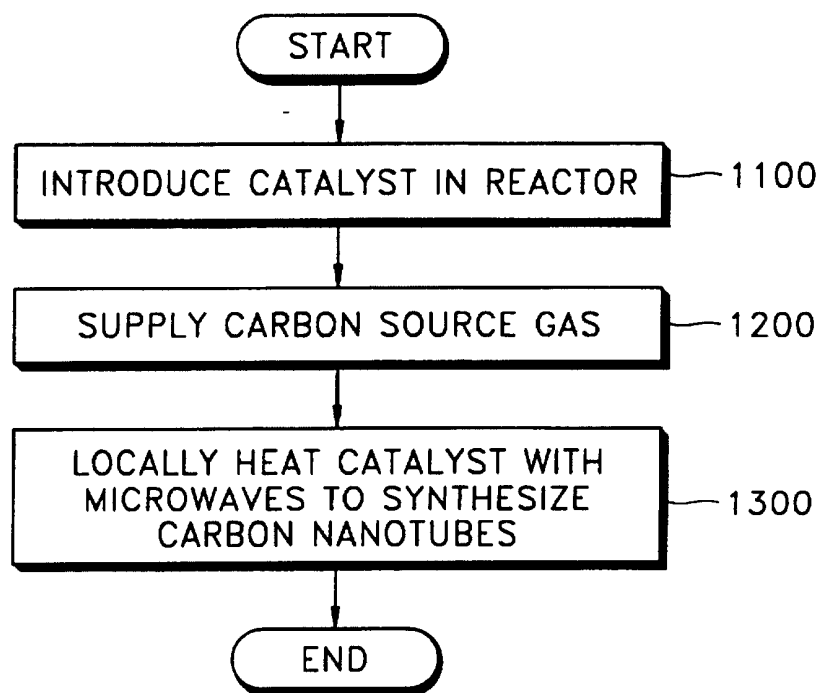 START
INTRODUCE CATALYST IN REACTOR
1100
SUPPLY CARBON SOURCE GAS
1200
LOCALLY HEAT CATALYST WITH
MICROWAVES TO SYNTHESIZE
CARBON NANOTUBES
1300
END